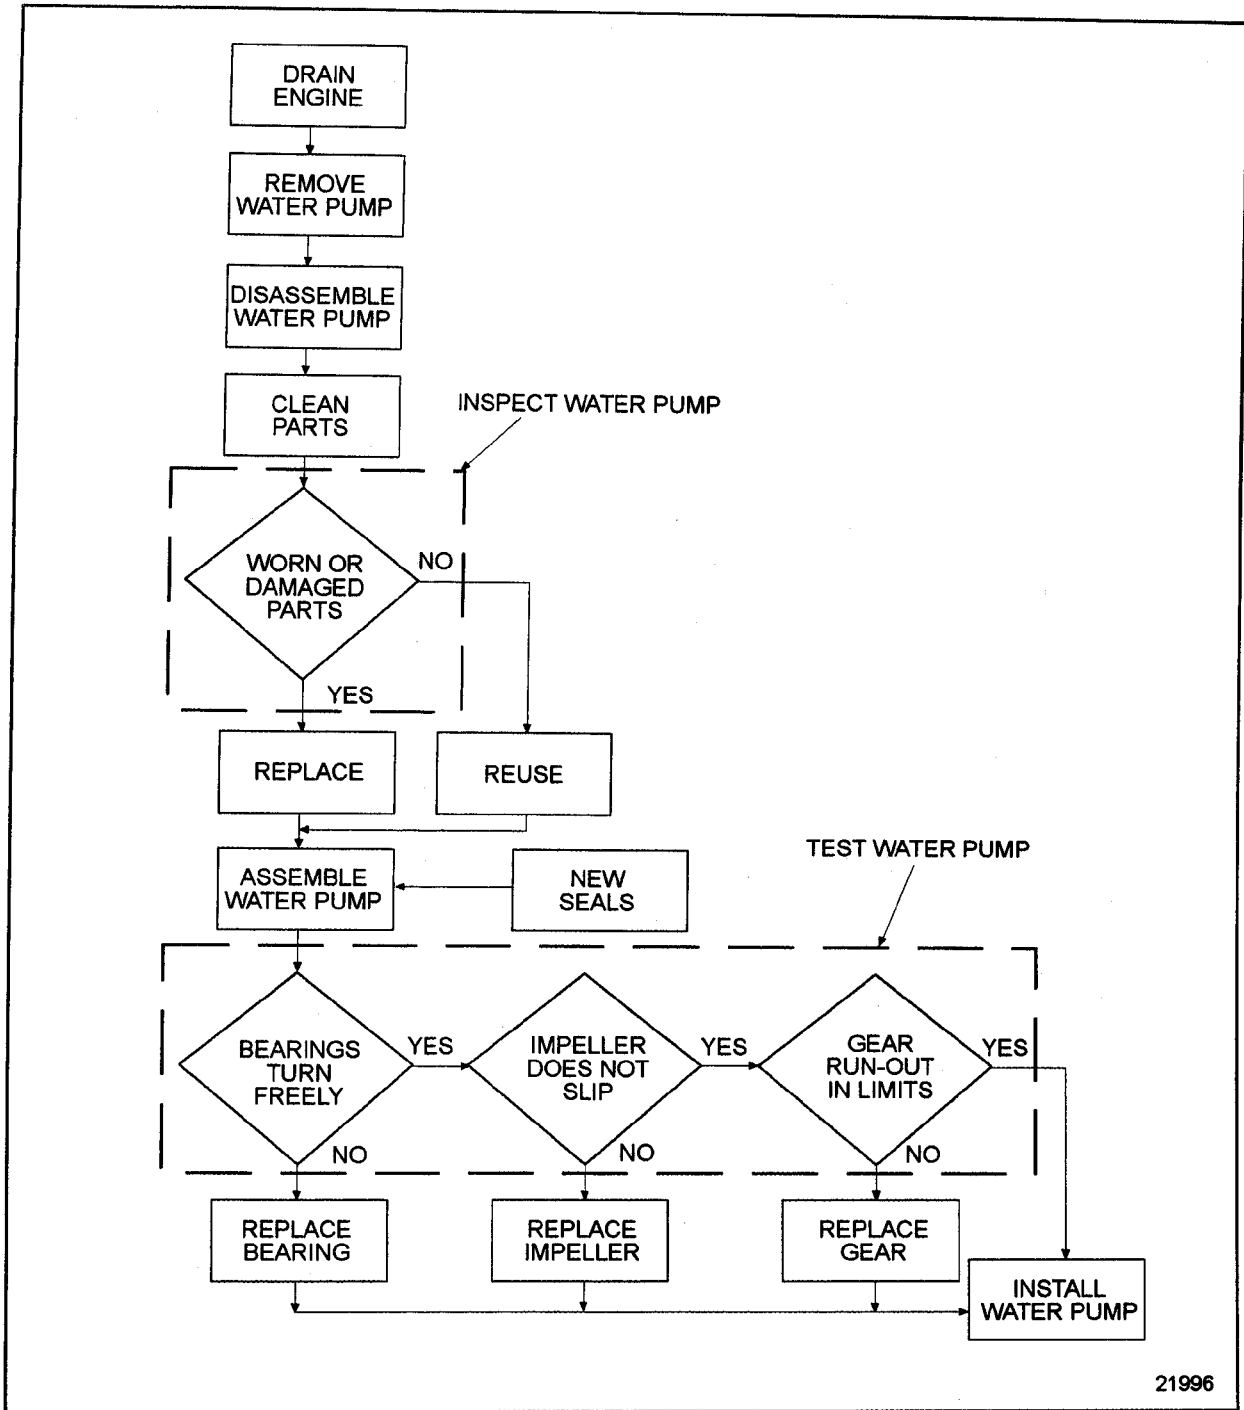 DRAIN
ENGINE
REMOVE
WATER PUMP
DISASSEMBLE
WATER PUMP
CLEAN
PARTS
INSPECT WATER PUMP
WORN OR
DAMAGED
PARTS
NO
YES
REPLACE
REUSE
TEST WATER PUMP
ASSEMBLE
WATER PUMP
NEW
SEALS
BEARINGS
TURN
FREELY
YES
NO
IMPELLER
DOES NOT
SLIP
YES
NO
GEAR
RUN-OUT
IN LIMITS
YES
NO
REPLACE
BEARING
REPLACE
IMPELLER
REPLACE
GEAR
INSTALL
WATER PUMP
21996